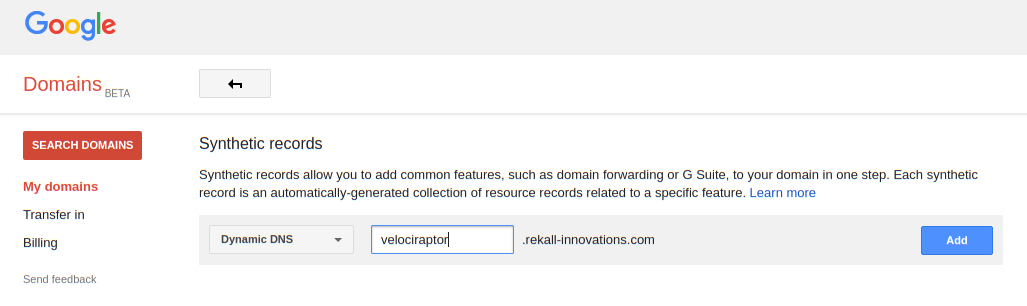 Google
Domains BETA
SEARCH DOMAINS
My domains
Transfer in
Billing
Send feedback
Synthetic records
Synthetic records allow you to add common features, such as domain forwarding or G Suite, to your domain in one step. Each synthetic
record is an automatically-generated collection of resource records related to a specific feature. Learn more
Dynamic DNS velociraptor .rekall-innovations.com Add